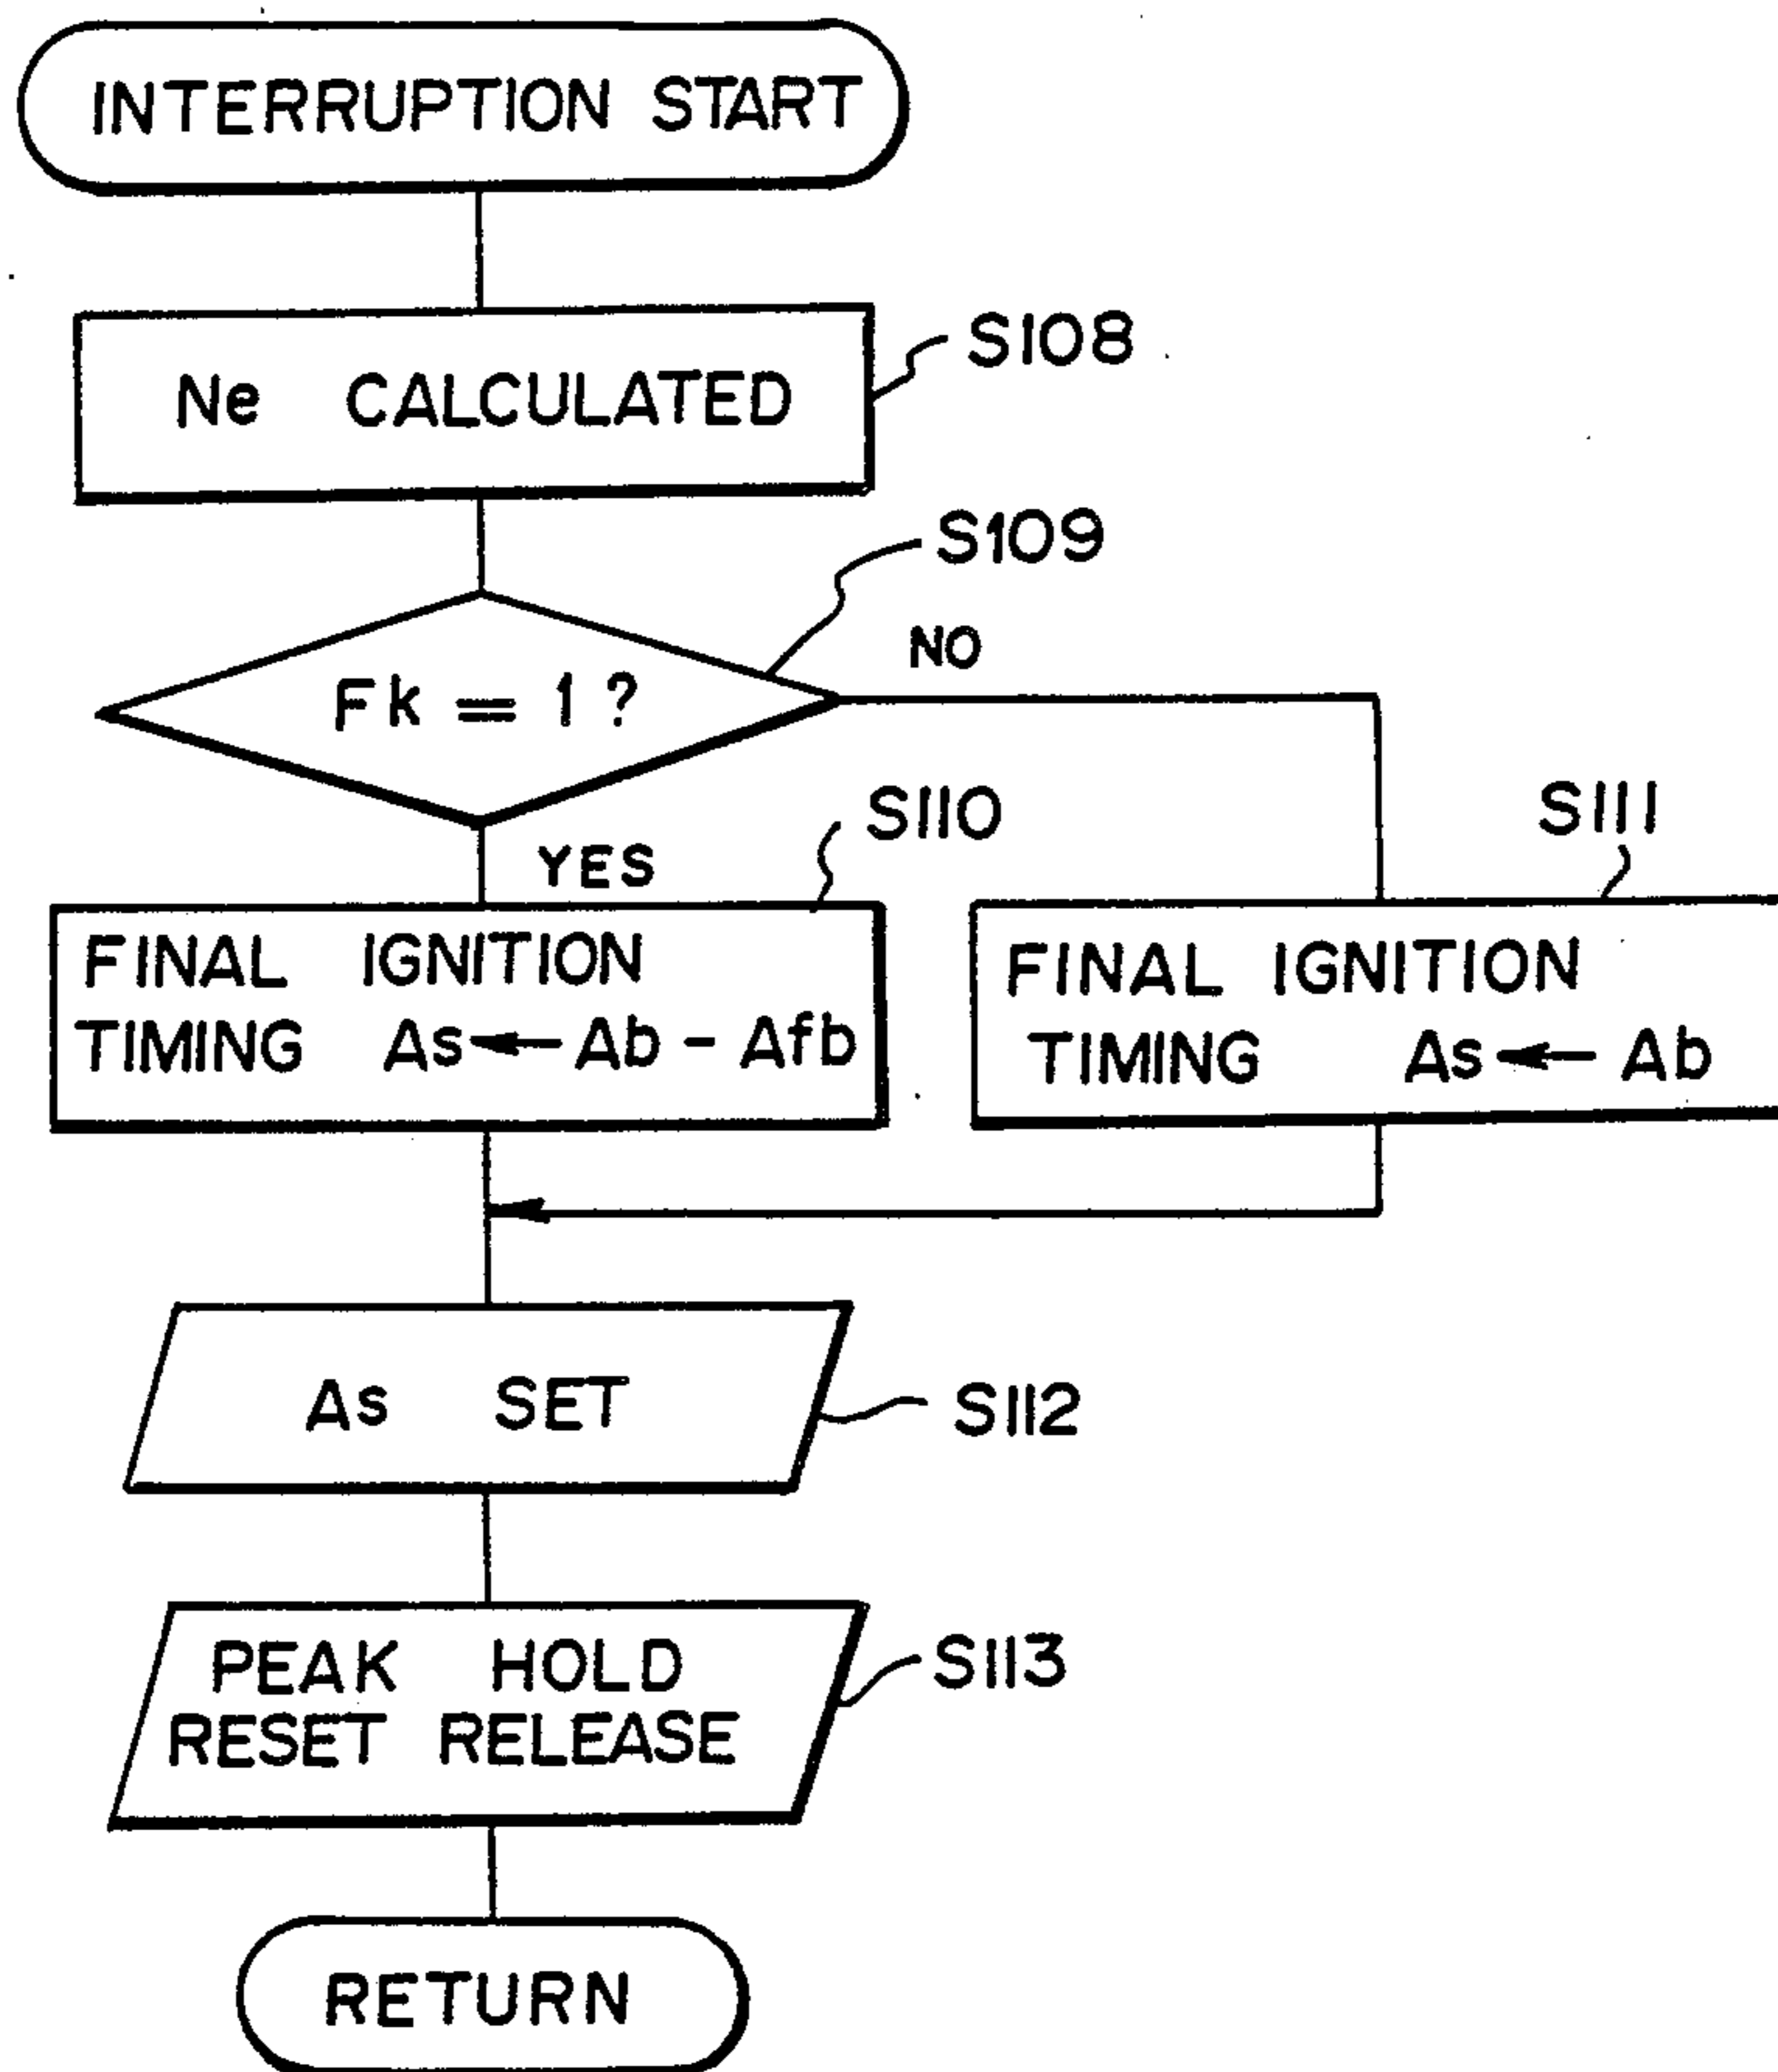 INTERRUPTION START
S108
Ne CALCULATED
S109
NO
Fk = 1 ?
S110
S111
YES
FINAL IGNITION
TIMING As ← Ab - Afb
FINAL IGNITION
TIMING As ← Ab
As SET
S112
PEAK HOLD
RESET RELEASE
S113
RETURN